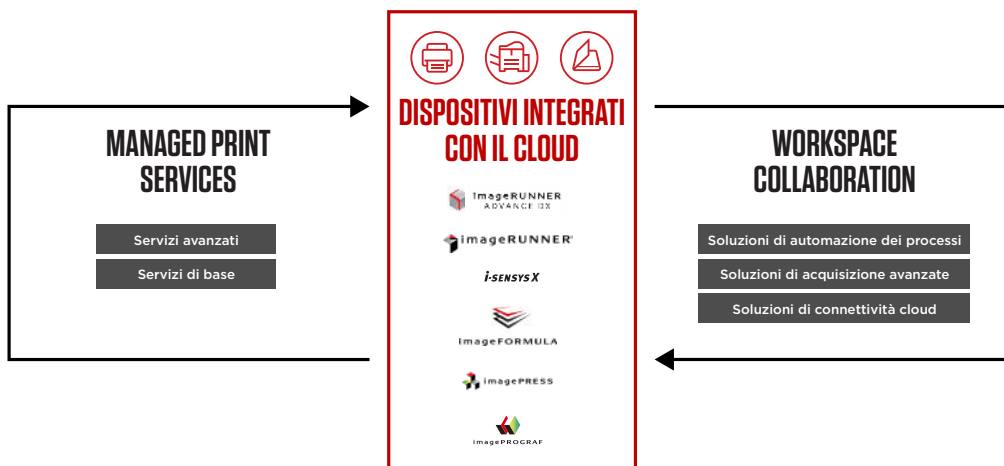 MANAGED PRINT
SERVICES
Servizi avanzati
Servizi di base
DISPOSITIVI INTEGRATI
CON IL CLOUD
imageRUNNER
ADVANCE DX
imageRUNNER®
i-SENSYS X
imageFORMULA
imagePRESS
imagePROGRAF
WORKSPACE
COLLABORATION
Soluzioni di automazione dei processi
Soluzioni di acquisizione avanzate
Soluzioni di connettività cloud